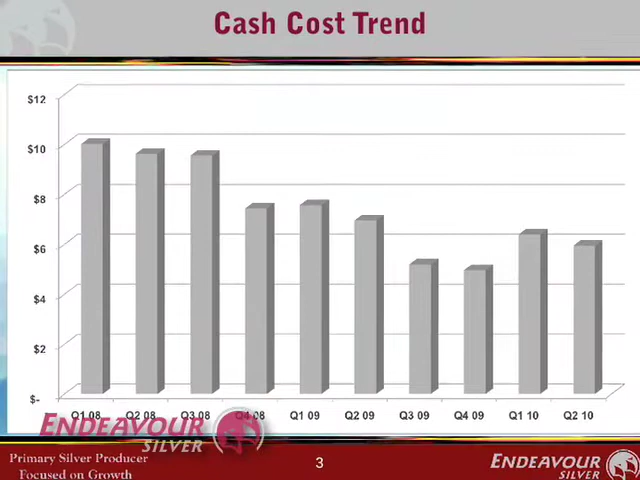 Cash Cost Trend
$12
$10
$8
$6
$4
$2
$-
Q1 08 Q2 08 Q3 08 Q4 08 Q1 09 Q2 09 Q3 09 Q4 09 Q1 10 Q2 10
ENDEAVOUR
SILVER
Primary Silver Producer
Focused on Growth
3
ENDEAVOUR
SILVER